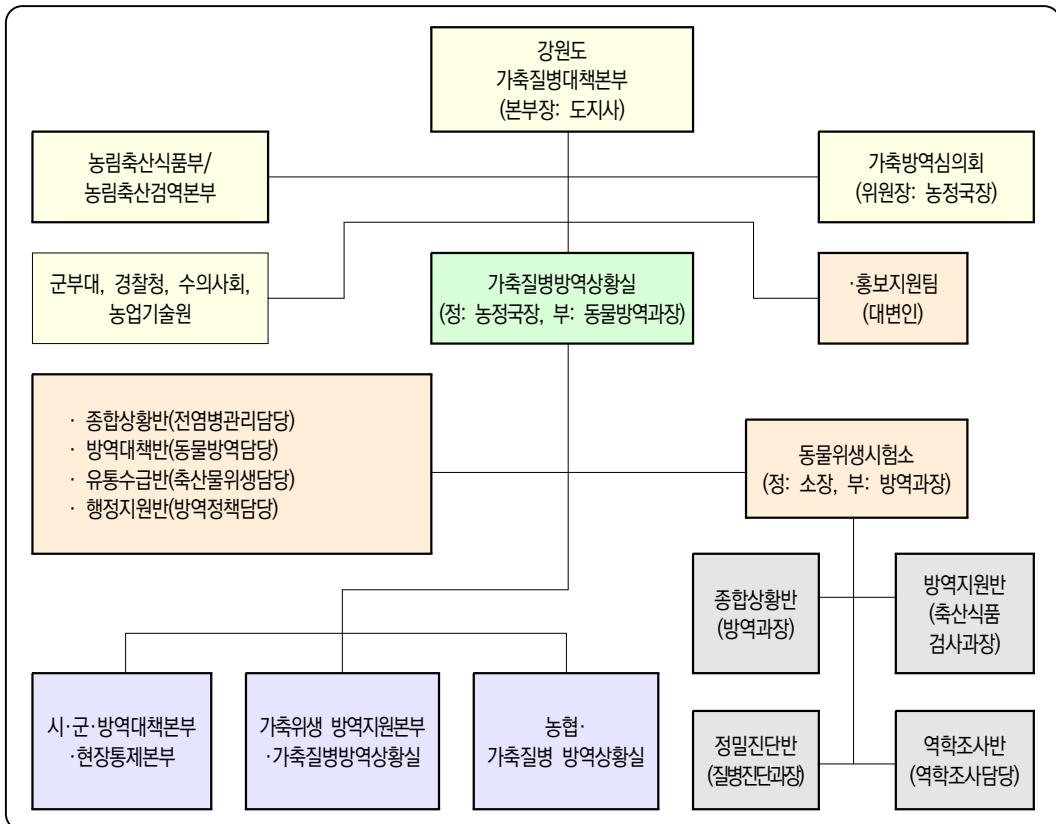 강원도
가축질병대책본부
(본부장: 도지사)
농림축산식품부/
농림축산검역본부
가축방역심의회
(위원장: 농정국장)
군부대, 경찰청, 수의사회,
농업기술원
가축질병방역상황실
(정: 농정국장, 부: 동물방역과장)
·홍보지원팀
(대변인)
· 종합상황반(전염병관리담당)
· 방역대책반(동물방역담당)
· 유통수급반(축산물위생담당)
· 행정지원반(방역정책담당)
동물위생시험소
(정: 소장, 부: 방역과장)
종합상황반
(방역과장)
방역지원반
(축산식품
검사과장)
시·군·방역대책본부
·현장통제본부
가축위생 방역지원본부
·가축질병방역상황실
농협·
가축질병 방역상황실
정밀진단반
(질병진단과장)
역학조사반
(역학조사담당)